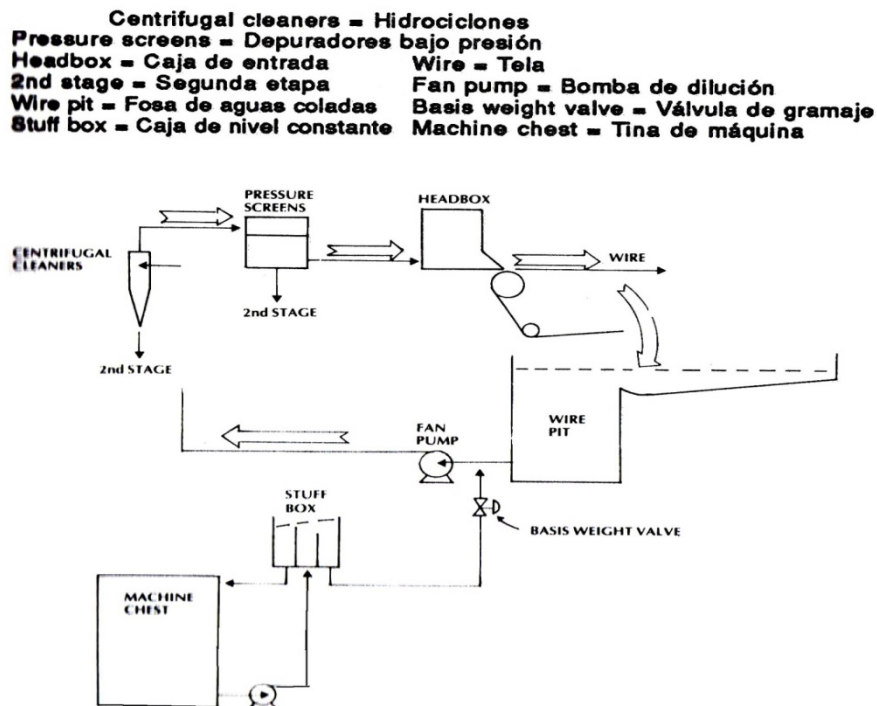 Centrifugal cleaners = Hidrociclones
Pressure screens = Depuradores bajo presión
Headbox = Caja de entrada Wire = Tela
2nd stage = Segunda etapa Fan pump = Bomba de dilución
Wire pit = Fosa de aguas coladas Basis weight valve = Válvula de gramaje
Stuff box = Caja de nivel constante Machine chest = Tina de máquina
PRESSURE
SCREENS
HEADBOX
CENTRIFUGAL
CLEANERS
WIRE
2nd STAGE
2nd STAGE
FAN
PUMP
WIRE
PIT
STUFF
BOX
BASIS WEIGHT VALVE
MACHINE
CHEST